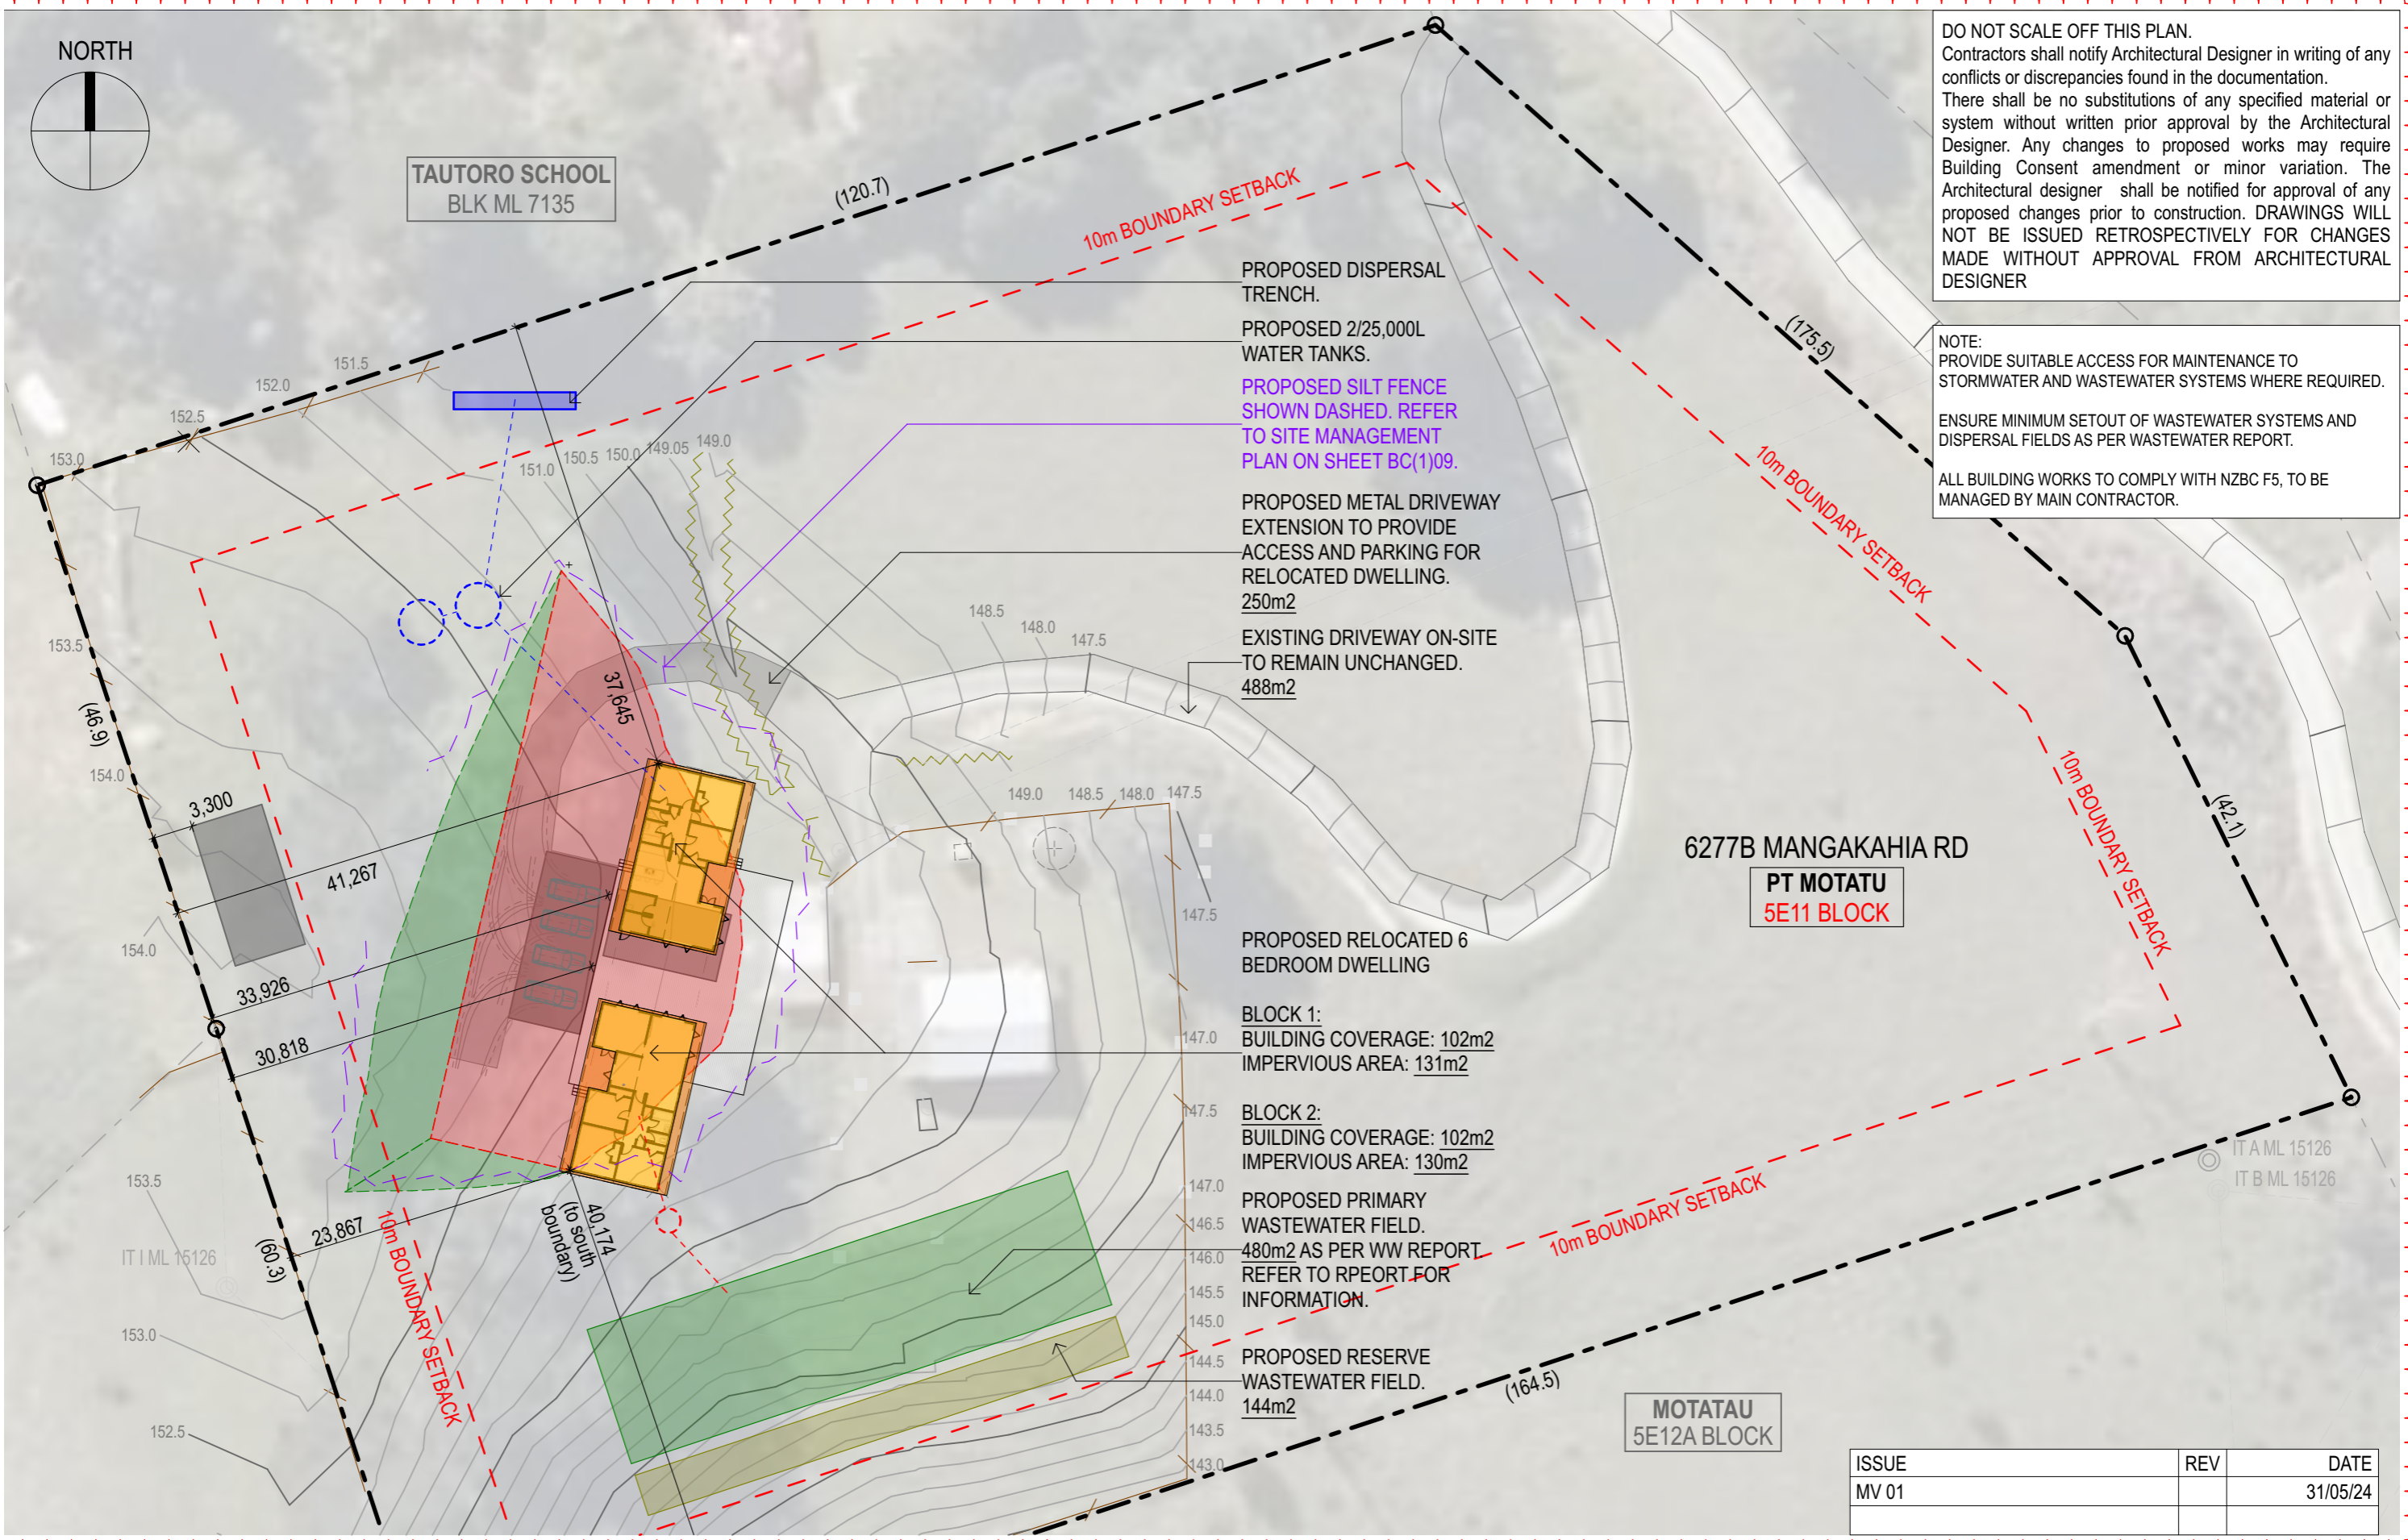 NORTH
TAUTORO SCHOOL
BLK ML 7135
DO NOT SCALE OFF THIS PLAN.
Contractors shall notify Architectural Designer in writing of any
conflicts or discrepancies found in the documentation.
There shall be no substitutions of any specified material or
system without written prior approval by the Architectural
Designer. Any changes to proposed works may require
Building Consent amendment or minor variation. The
Architectural designer shall be notified for approval of any
proposed changes prior to construction. DRAWINGS WILL
NOT BE ISSUED RETROSPECTIVELY FOR CHANGES
MADE WITHOUT APPROVAL FROM ARCHITECTURAL
DESIGNER
NOTE:
PROVIDE SUITABLE ACCESS FOR MAINTENANCE TO
STORMWATER AND WASTEWATER SYSTEMS WHERE REQUIRED.
ENSURE MINIMUM SETOUT OF WASTEWATER SYSTEMS AND
DISPERSAL FIELDS AS PER WASTEWATER REPORT.
ALL BUILDING WORKS TO COMPLY WITH NZBC F5, TO BE
MANAGED BY MAIN CONTRACTOR.
(120.7)
10m BOUNDARY SETBACK
(175.5)
10m BOUNDARY SETBACK
(42.1)
10m BOUNDARY SETBACK
PROPOSED DISPERSAL
TRENCH.
PROPOSED 2/25,000L
WATER TANKS.
PROPOSED SILT FENCE
SHOWN DASHED. REFER
TO SITE MANAGEMENT
PLAN ON SHEET BC(1)09.
PROPOSED METAL DRIVEWAY
EXTENSION TO PROVIDE
ACCESS AND PARKING FOR
RELOCATED DWELLING.
250m2
EXISTING DRIVEWAY ON-SITE
TO REMAIN UNCHANGED.
488m2
151.5
152.0
152.5
153.0
151.0
150.5
150.0
149.05
149.0
148.5
148.0
147.5
153.5
(46.9)
154.0
3,300
37,645
41,267
154.0
33,926
30,818
149.0
148.5
148.0
147.5
147.5
147.0
147.5
6277B MANGAKAHIA RD
PT MOTATU
5E11 BLOCK
PROPOSED RELOCATED 6
BEDROOM DWELLING
BLOCK 1:
BUILDING COVERAGE: 102m2
IMPERVIOUS AREA: 131m2
BLOCK 2:
BUILDING COVERAGE: 102m2
IMPERVIOUS AREA: 130m2
PROPOSED PRIMARY
WASTEWATER FIELD.
480m2 AS PER WW REPORT.
REFER TO RPEORT FOR
INFORMATION.
PROPOSED RESERVE
WASTEWATER FIELD.
144m2
153.5
23,867
40,174
(to south
boundary)
IT I ML 15126
(60.3)
10m BOUNDARY SETBACK
153.0
152.5
147.0
146.5
146.0
145.5
145.0
144.5
144.0
143.5
143.0
10m BOUNDARY SETBACK
(164.5)
IT A ML 15126
IT B ML 15126
MOTATAU
5E12A BLOCK
ISSUE REV DATE
MV 01 31/05/24